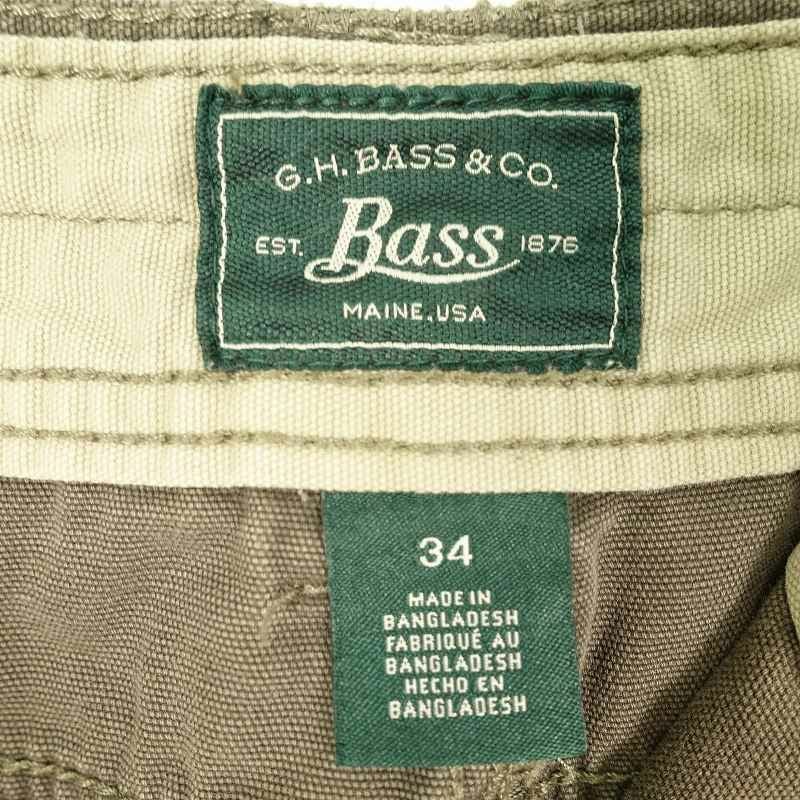 G.H. BASS & CO.
EST. Bass 1876
MAINE, USA
34
MADE IN
BANGLADESH
FABRIQUÉ AU
BANGLADESH
HECHO EN
BANGLADESH